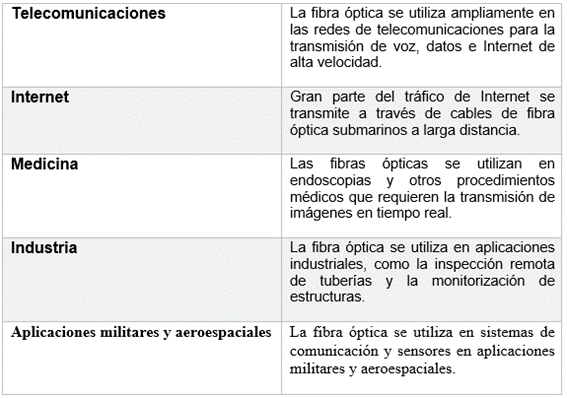 Telecomunicaciones
La fibra óptica se utiliza ampliamente en
las redes de telecomunicaciones para la
transmisión de voz, datos e Internet de
alta velocidad.
Internet
Gran parte del tráfico de Internet se
transmite a través de cables de fibra
óptica submarinos a larga distancia.
Medicina
Las fibras ópticas se utilizan en
endoscopias y otros procedimientos
médicos que requieren la transmisión de
imágenes en tiempo real.
Industria
La fibra óptica se utiliza en aplicaciones
industriales, como la inspección remota
de tuberías y la monitorización de
estructuras.
Aplicaciones militares y aeroespaciales
La fibra óptica se utiliza en sistemas de
comunicación y sensores en aplicaciones
militares y aeroespaciales.